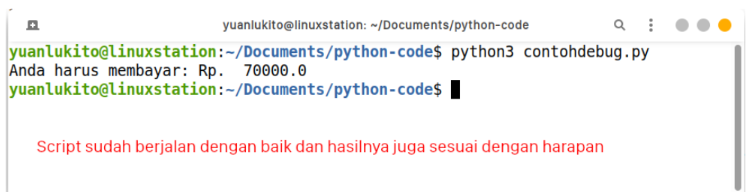 yuanlukito@linuxstation: ~/Documents/python-code
yuanlukito@linuxstation:~/Documents/python-code$ python3 contohdebug.py
Anda harus membayar: Rp.  70000.0
yuanlukito@linuxstation:~/Documents/python-code$
Script sudah berjalan dengan baik dan hasilnya juga sesuai dengan harapan